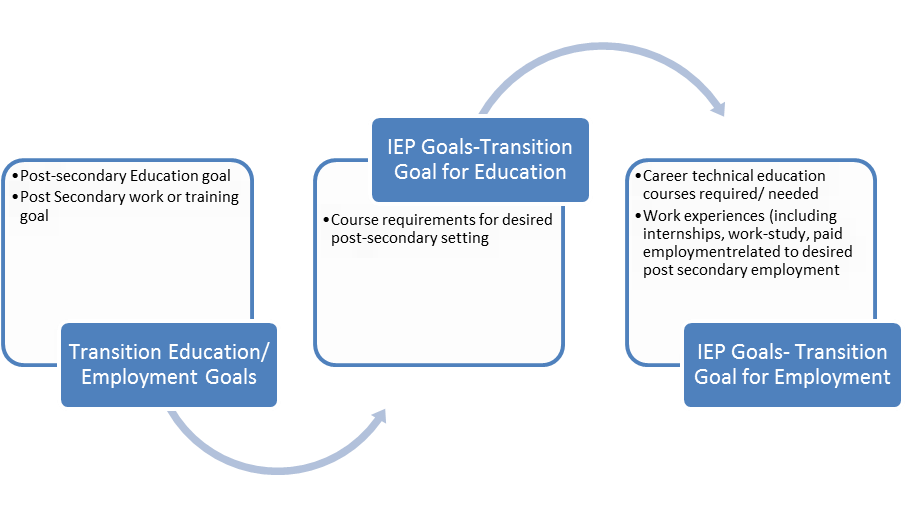 •Post-secondary Education goal
•Post Secondary work or training
goal
Transition Education/
Employment Goals
IEP Goals-Transition
Goal for Education
•Course requirements for desired
post-secondary setting
•Career technical education
courses required/ needed
•Work experiences (including
internships, work-study, paid
employmentrelated to desired
post secondary employment
IEP Goals- Transition
Goal for Employment